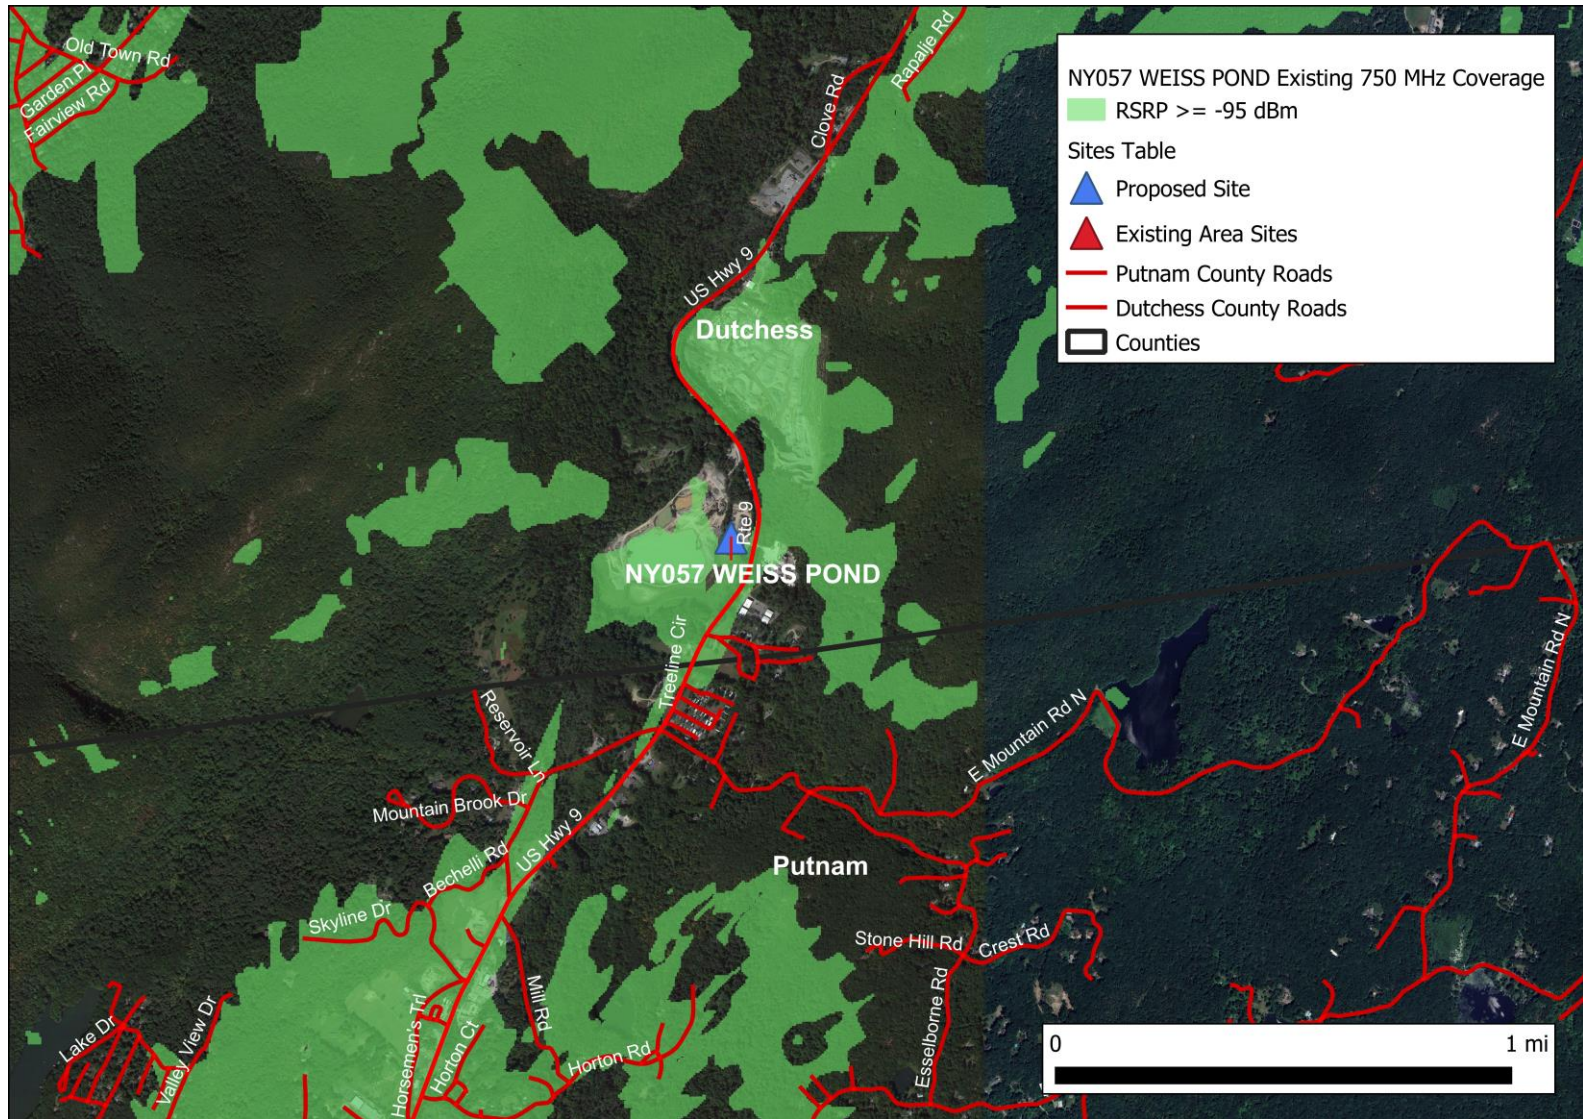 Old Town Rd
Garden Pl
Fairview Rd
Clove Rd
Rapalje Rd
NY057 WEISS POND Existing 750 MHz Coverage
RSRP >= -95 dBm
Sites Table
Proposed Site
Existing Area Sites
Putnam County Roads
Dutchess County Roads
Counties
US Hwy 9
Dutchess
Rte 9
NY057 WEISS POND
Treeline Cir
Reservoir Ln
E Mountain Rd N
E Mountain Rd N
Mountain Brook Dr
US Hwy 9
Bechelli Rd
Putnam
Skyline Dr
Stone Hill Rd
Crest Rd
Lake Dr
Valley View Dr
Horsemen's Trl
Horton Ct
Mill Rd
Horton Rd
Esselborne Rd
0
1 mi